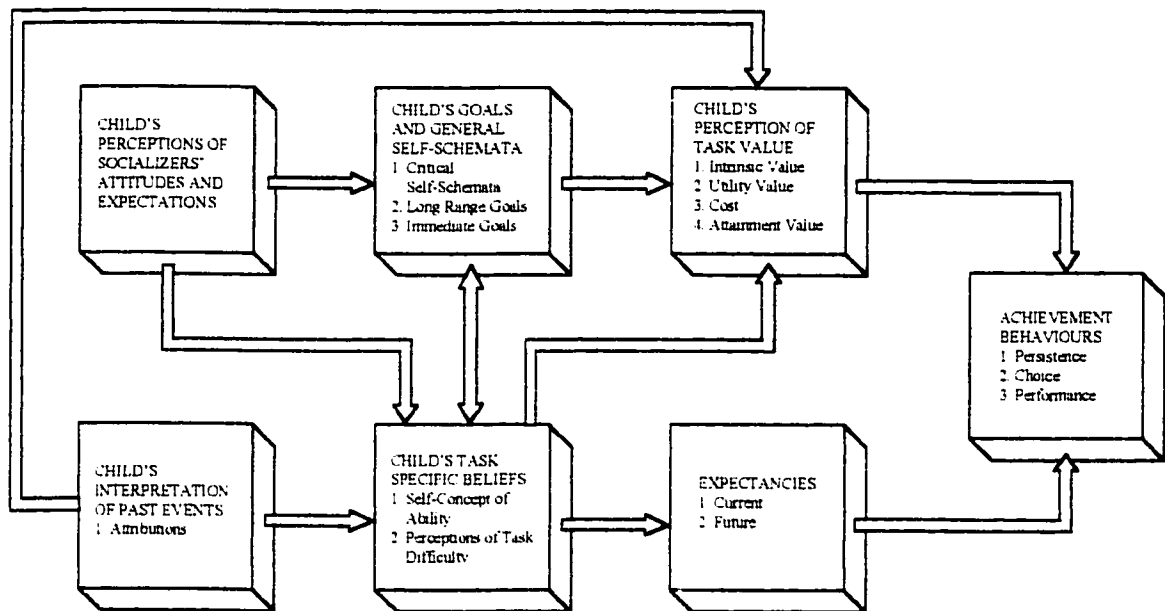 CHILD'S
PERCEPTIONS OF
SOCIALIZERS'
ATTITUDES AND
EXPECTATIONS
CHILD'S GOALS
AND GENERAL
SELF-SCHEMATA
1 Critical
Self-Schemata
2. Long Range Goals
3 Immediate Goals
CHILD'S
PERCEPTION OF
TASK VALUE
1. Intrinsic Value
2 Utility Value
3. Cost
4. Attainment Value
ACHIEVEMENT
BEHAVIOURS
1 Persistence
2. Choice
3 Performance
CHILD'S
INTERPRETATION
OF PAST EVENTS
1 Attributions
CHILD'S TASK
SPECIFIC BELIEFS
1 Self-Concept of
Ability
2 Perceptions of Task
Difficulty
EXPECTANCIES
1 Current
2 Future